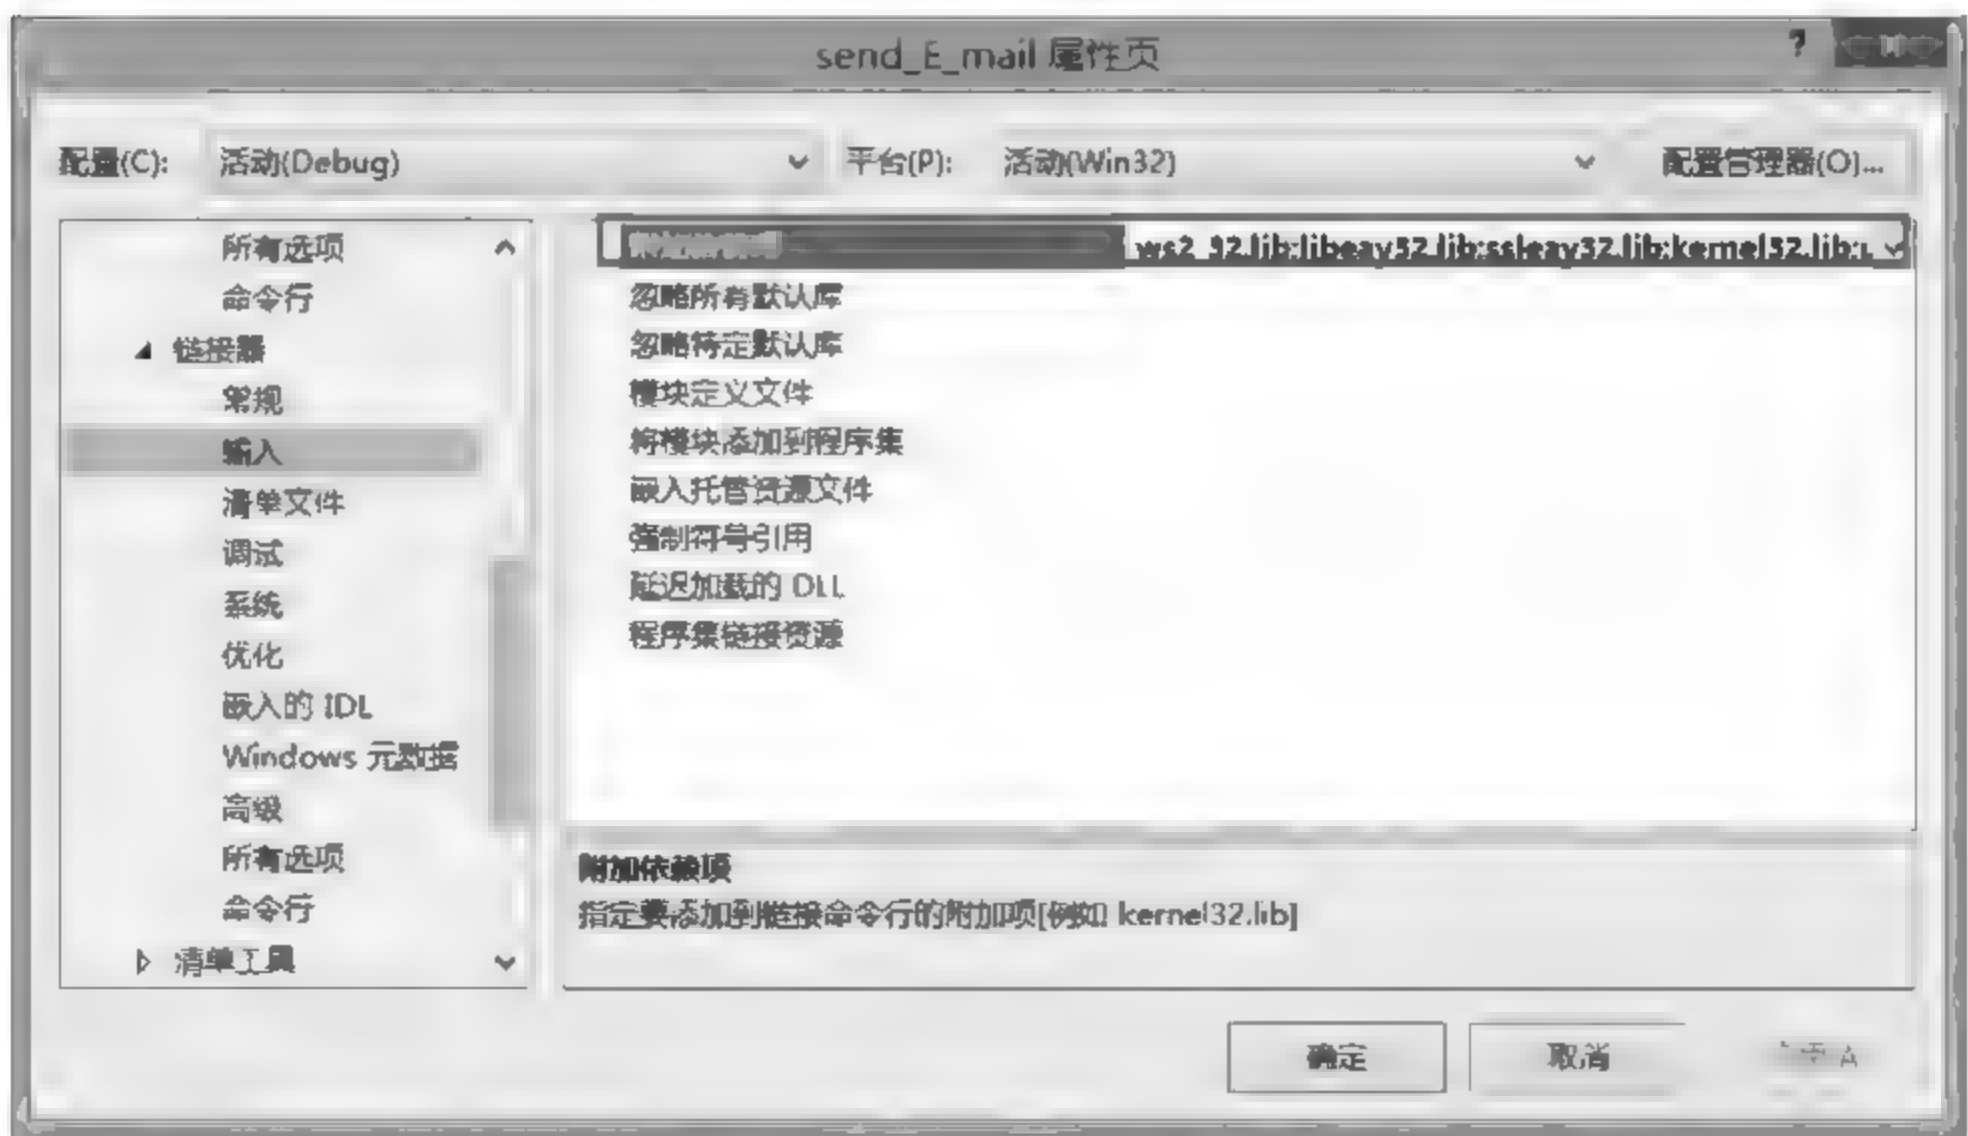 send_E_mail 属性页
?
配置(C): 活动(Debug) 平台(P): 活动(Win32) 配置管理器(O)...
所有选项
命令行
链接器
常规
输入
清单文件
调试
系统
优化
嵌入的 IDL
Windows 元数据
高级
所有选项
命令行
清单工具
ws2_32.lib;libeay32.lib;ssleay32.lib;kernel32.lib;
忽略所有默认库
忽略特定默认库
模块定义文件
将模块添加到程序集
嵌入托管资源文件
强制符号引用
延迟加载的 DLL
程序集链接资源
附加依赖项
指定要添加到链接命令行的附加项[例如 kernel32.lib]
确定 取消